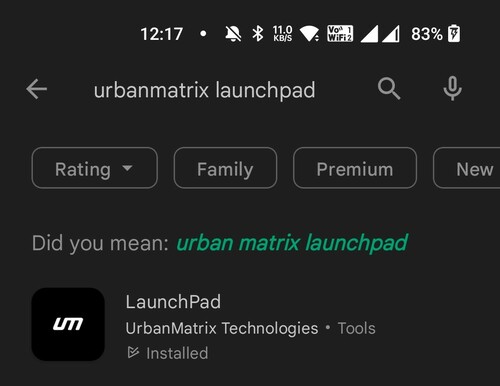 12:17 • 11.0 KB/S Vo 1 WiFi 2 83%
urbanmatrix launchpad
Rating Family Premium New
Did you mean: urban matrix launchpad
um
LaunchPad
UrbanMatrix Technologies • Tools
Installed